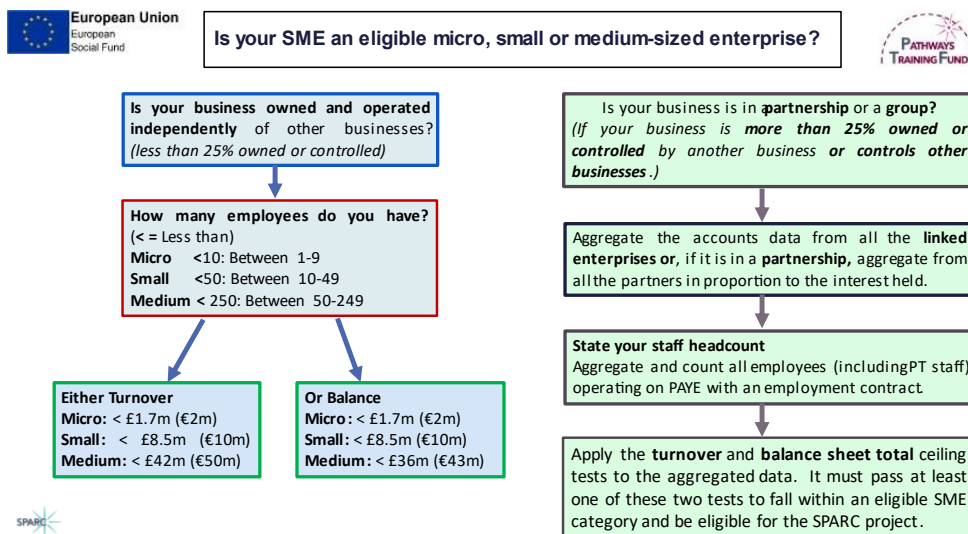 European Union
European
Social Fund
Is your SME an eligible micro, small or medium-sized enterprise?
PATHWAYS
TRAINING FUND
Is your business owned and operated
independently of other businesses?
(less than 25% owned or controlled)
How many employees do you have?
(< = Less than)
Micro <10: Between 1-9
Small <50: Between 10-49
Medium < 250: Between 50-249
Either Turnover
Micro: < £1.7m (€2m)
Small: < £8.5m (€10m)
Medium: < £42m (€50m)
Or Balance
Micro: < £1.7m (€2m)
Small: < £8.5m (€10m)
Medium: < £36m (€43m)
Is your business is in a partnership or a group?
(If your business is more than 25% owned or
controlled by another business or controls other
businesses.)
Aggregate the accounts data from all the linked
enterprises or, if it is in a partnership, aggregate from
all the partners in proportion to the interest held.
State your staff headcount
Aggregate and count all employees (including PT staff)
operating on PAYE with an employment contract.
Apply the turnover and balance sheet total ceiling
tests to the aggregated data. It must pass at least
one of these two tests to fall within an eligible SME
category and be eligible for the SPARC project.
SPARC